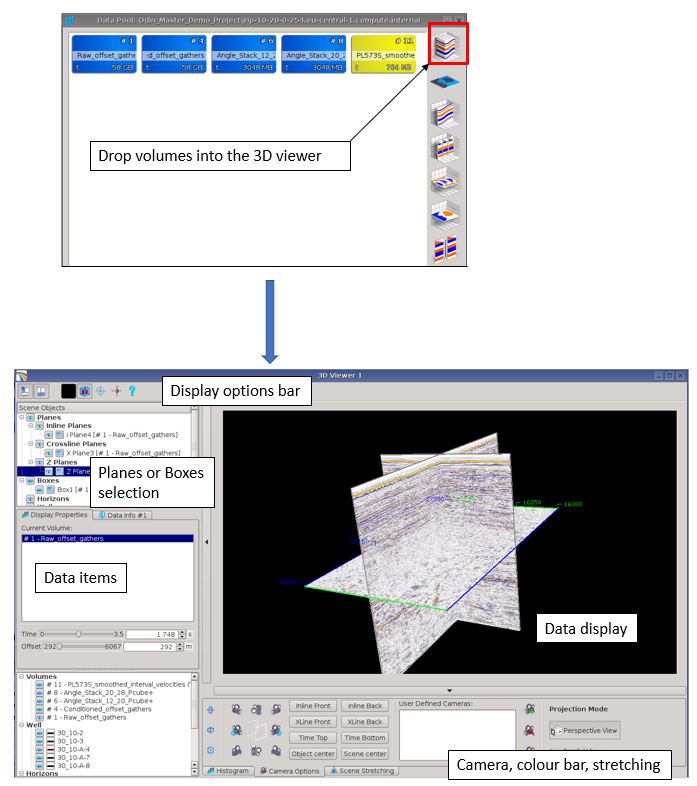 Data Pool: Odin_Master_Demo_Project@ip-10-20-0-254.eu-central-1.compute.internal
# 1
# 4
# 6
# 8
11
Raw_offset_gathe
d_offset_gathers
Angle_Stack_12_
Angle_Stack_20_
PL573S_smoothe
t 58 GB
t 58 GB
t 3048 MB
t 3048 MB
t 764 MB
Drop volumes into the 3D viewer
3D Viewer 1
Display options bar
Scene Objects
Planes
Inline Planes
I Plane4 [# 1 - Raw_offset_gathers]
Crossline Planes
X Plane3 [# 1 - Raw_offset_gathers]
Z Planes
Z Plane
Boxes
Box1 [# 1
Horizons
Planes or Boxes
selection
Display Properties
Data Info #1
Current Volume:
# 1 - Raw_offset_gathers
Data items
Time 0 3.5 1.748 s
Offset 292 6067 292 m
16250
16000
Data display
Volumes
# 11 - PL573S_smoothed_interval_velocities (
# 8 - Angle_Stack_20_28_Pcube+
# 6 - Angle_Stack_12_20_Pcube+
# 4 - Conditioned_offset_gathers
# 1 - Raw_offset_gathers
Well
30_10-2
30_10-3
30_10-A-4
30_10-A-7
30_10-A-8
Horizons
Inline Front
Inline Back
XLine Front
XLine Back
Time Top
Time Bottom
Object center
Scene center
User Defined Cameras:
Projection Mode
Perspective View
Camera, colour bar, stretching
Histogram
Camera Options
Scene Stretching